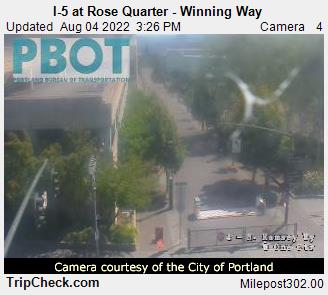 I-5 at Rose Quarter - Winning Way
Updated Aug 04 2022 3:26 PM Camera 4
PBOT
PORTLAND BUREAU OF TRANSPORTATION
Camera courtesy of the City of Portland
TripCheck.com Milepost302.00